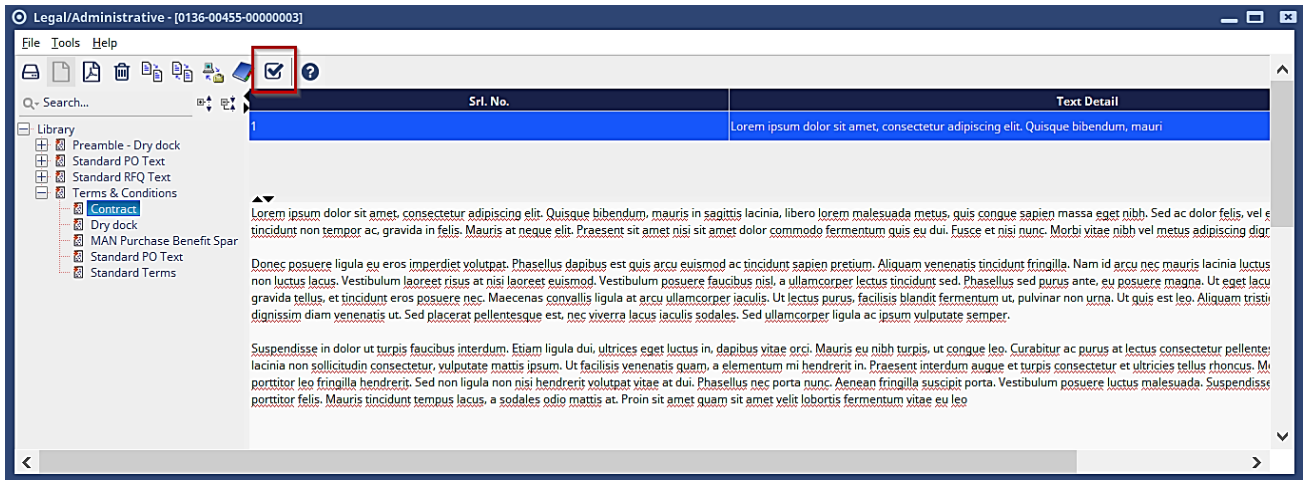 Legal/Administrative - [0136-00455-00000003]
File Tools Help
Search...
Srl. No. Text Detail
1 Lorem ipsum dolor sit amet, consectetur adipiscing elit. Quisque bibendum, mauri
Library
Preamble - Dry dock
Standard PO Text
Standard RFQ Text
Terms & Conditions
Contract
Dry dock
MAN Purchase Benefit Spar
Standard PO Text
Standard Terms
Lorem ipsum dolor sit amet, consectetur adipiscing elit. Quisque bibendum, mauris in sagittis lacinia, libero lorem malesuada metus, quis congue sapien massa eget nibh. Sed ac dolor felis, vel e
tincidunt non tempor ac, gravida in felis. Mauris at neque elit. Praesent sit amet nisi sit amet dolor commodo fermentum quis eu dui. Fusce et nisi nunc. Morbi vitae nibh vel metus adipiscing dign
Donec posuere ligula eu eros imperdiet volutpat. Phasellus dapibus est quis arcu euismod ac tincidunt sapien pretium. Aliquam venenatis tincidunt fringilla. Nam id arcu nec mauris lacinia luctus
non luctus lacus. Vestibulum laoreet risus at nisi laoreet euismod. Vestibulum posuere faucibus nisl, a ullamcorper lectus tincidunt sed. Phasellus sed purus ante, eu posuere magna. Ut eget lacu
gravida tellus, et tincidunt eros posuere nec. Maecenas convallis ligula at arcu ullamcorper iaculis. Ut lectus purus, facilisis blandit fermentum ut, pulvinar non urna. Ut quis est leo. Aliquam tristi
dignissim diam venenatis ut. Sed placerat pellentesque est, nec viverra lacus iaculis sodales. Sed ullamcorper ligula ac ipsum vulputate semper.
Suspendisse in dolor ut turpis faucibus interdum. Etiam ligula dui, ultrices eget luctus in, dapibus vitae orci. Mauris eu nibh turpis, ut congue leo. Curabitur ac purus at lectus consectetur pellentes
lacinia non sollicitudin consectetur, vulputate mattis ipsum. Ut facilisis venenatis quam, a elementum mi hendrerit in. Praesent interdum augue et turpis consectetur et ultricies tellus rhoncus. Mo
porttitor leo fringilla hendrerit. Sed non ligula non nisi hendrerit volutpat vitae at dui. Phasellus nec porta nunc. Aenean fringilla suscipit porta. Vestibulum posuere luctus malesuada. Suspendisse
porttitor felis. Mauris tincidunt tempus lacus, a sodales odio mattis at. Proin sit amet quam sit amet velit lobortis fermentum vitae eu leo